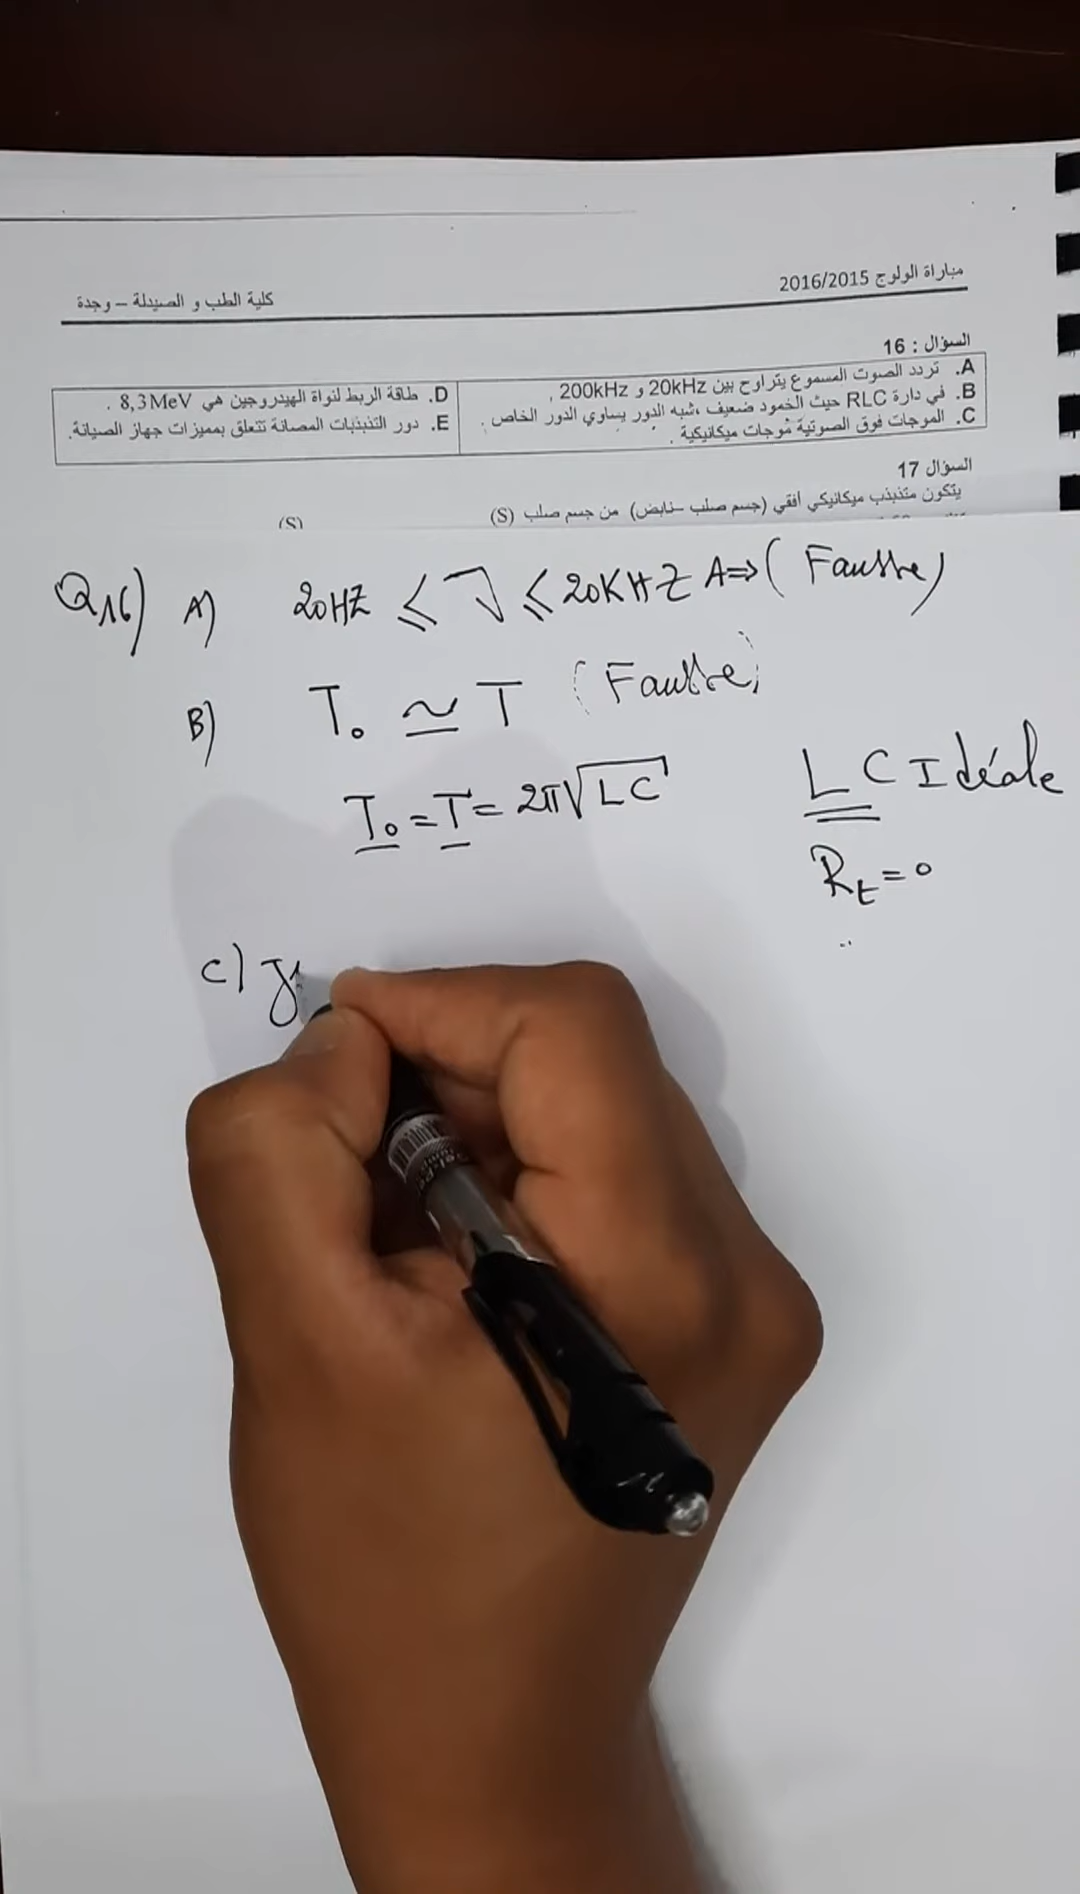 مباراة الولوج 2016/2015
كلية الطب و الصيدلة – وجدة
السؤال : 16
A. تردد الصوت المسموع يتراوح بين 20kHz و 200kHz .
B. في دارة RLC حيث الخمود ضعيف ،شبه الدور يساوي الدور الخاص .
C. الموجات فوق الصوتية موجات ميكانيكية .
D. طاقة الربط لنواة الهيدروجين هي 8,3MeV .
E. دور التذبذبات المصانة تتعلق بمميزات جهاز الصيانة.
السؤال 17
يتكون متذبذب ميكانيكي أفقي (جسم صلب –نابض) من جسم صلب (S)
(S)
Q16) A) 20HZ ⩽ ⩽ 20KHZ A⇒( Fausse)
B) T₀ ≃ T (Fausse)
T₀ = T = 2π√LC
LC Idéale
Rt = 0
c)